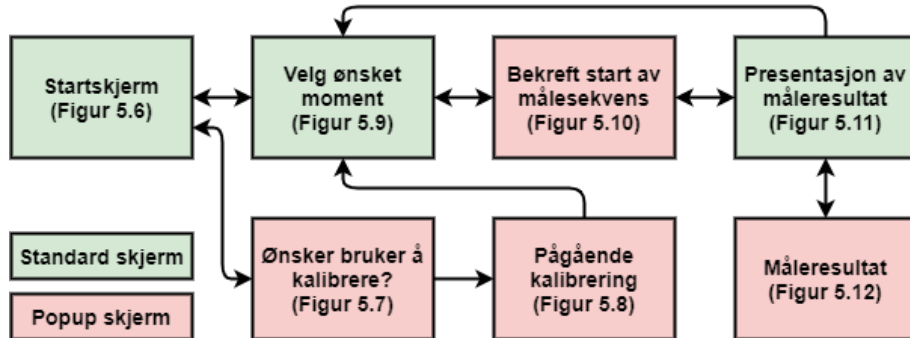 Startskjerm
(Figur 5.6)
Velg ønsket
moment
(Figur 5.9)
Bekreft start av
målesekvens
(Figur 5.10)
Presentasjon av
måleresultat
(Figur 5.11)
Standard skjerm
Popup skjerm
Ønsker bruker å
kalibrere?
(Figur 5.7)
Pågående
kalibrering
(Figur 5.8)
Måleresultat
(Figur 5.12)